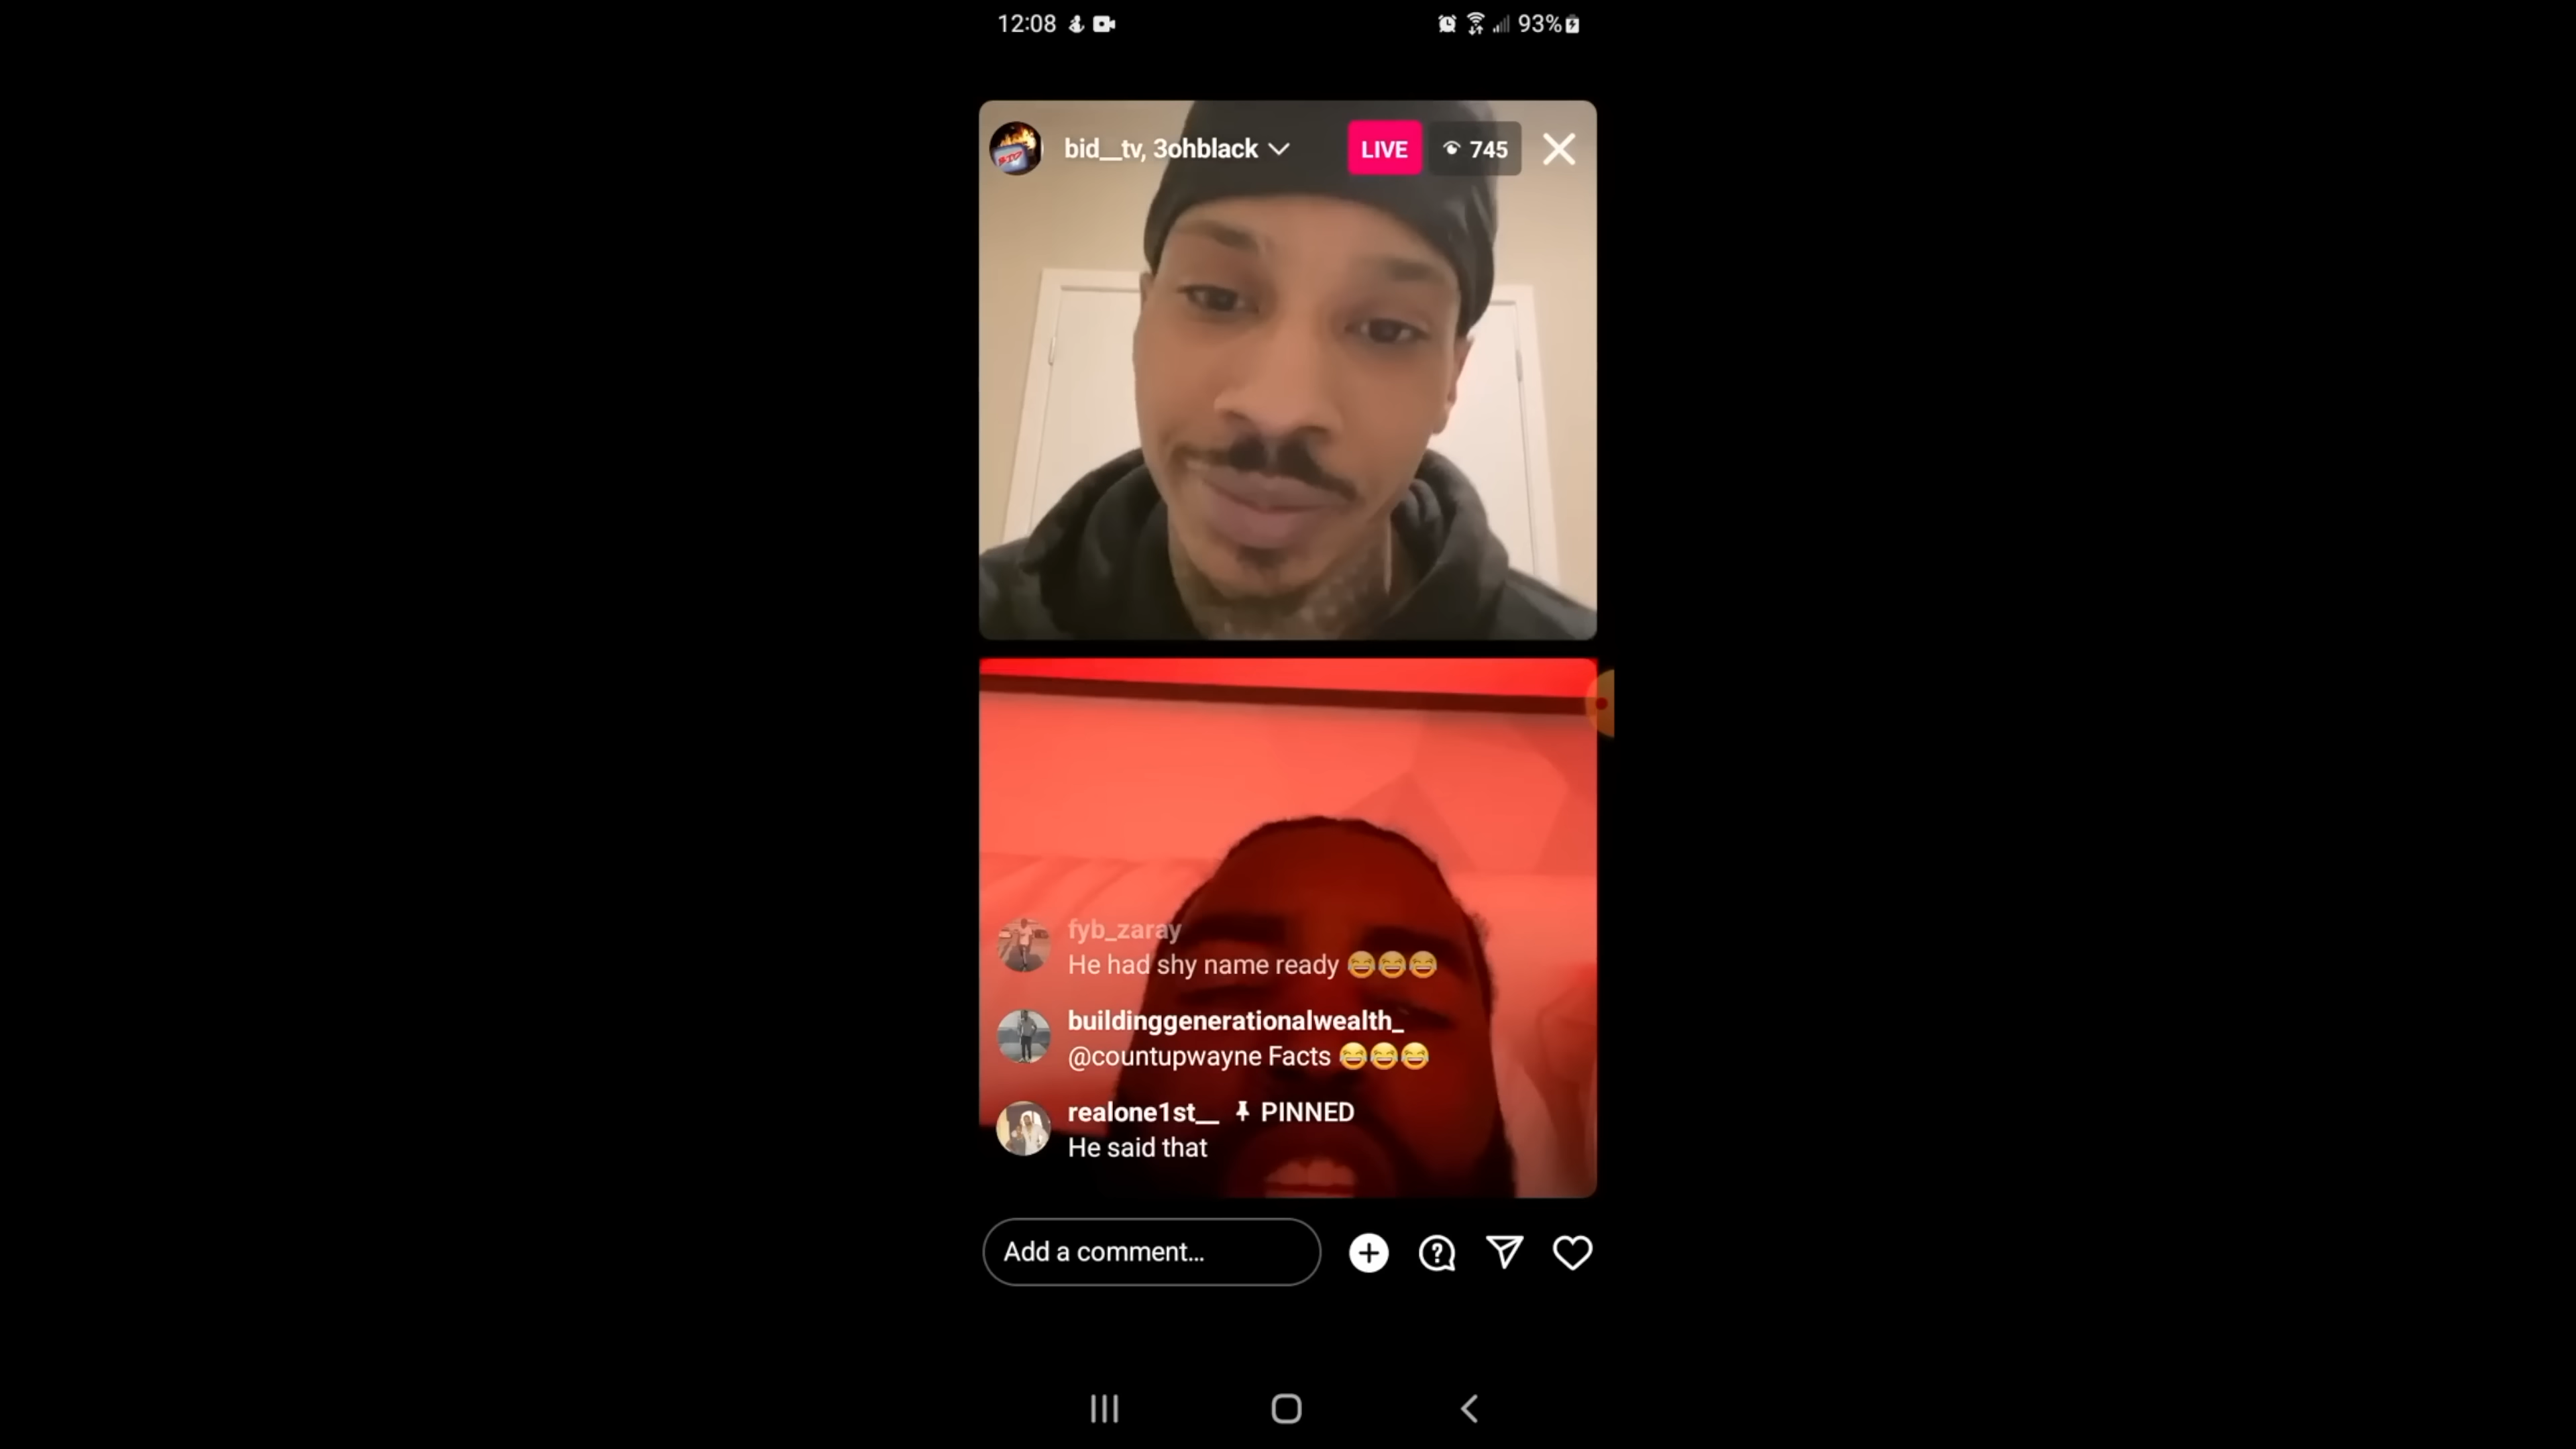 12:08
93%
bid__tv, 3ohblack
LIVE
745
BID
fyb_zaray
He had shy name ready 😂😂😂
buildinggenerationalwealth_
@countupwayne Facts 😂😂😂
realone1st__ PINNED
He said that
Add a comment...